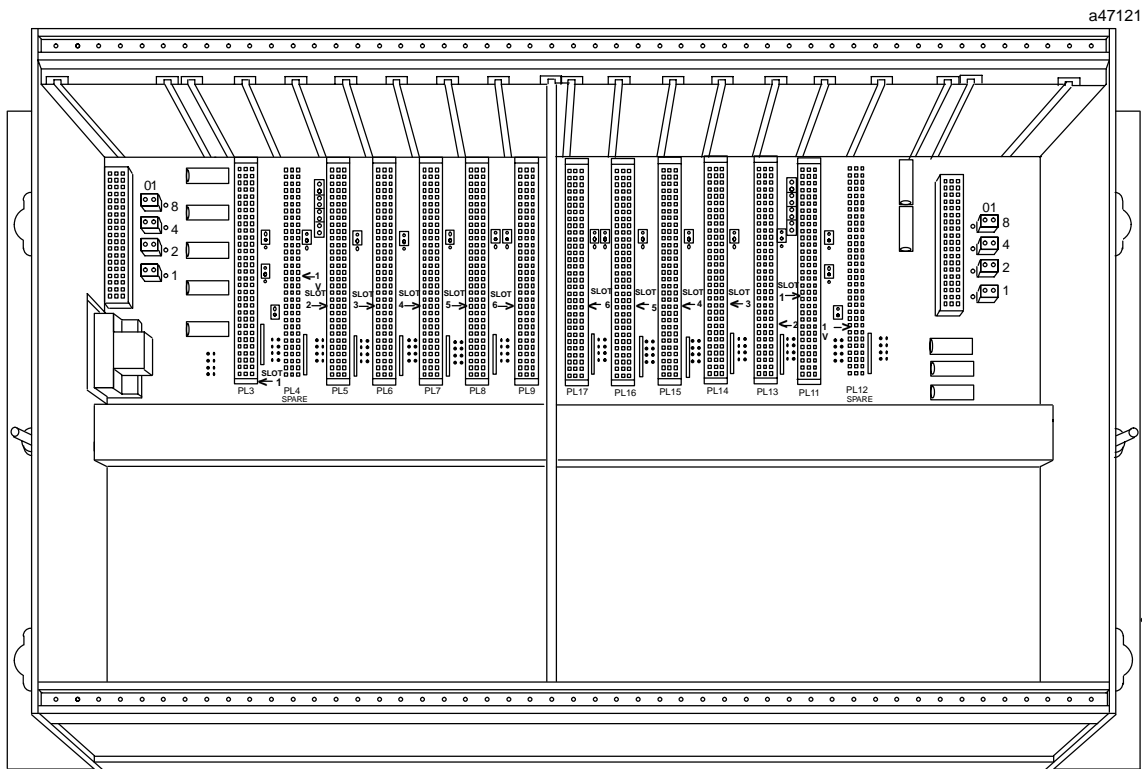 a47121
01
8
4
2
1
01
8
4
2
1
1
V
SLOT
2
SLOT
3
SLOT
4
SLOT
5
SLOT
6
SLOT
6
SLOT
5
SLOT
4
SLOT
3
SLOT
1
2
1
V
SLOT
1
PL3
PL4
SPARE
PL5
PL6
PL7
PL8
PL9
PL17
PL16
PL15
PL14
PL13
PL11
PL12
SPARE